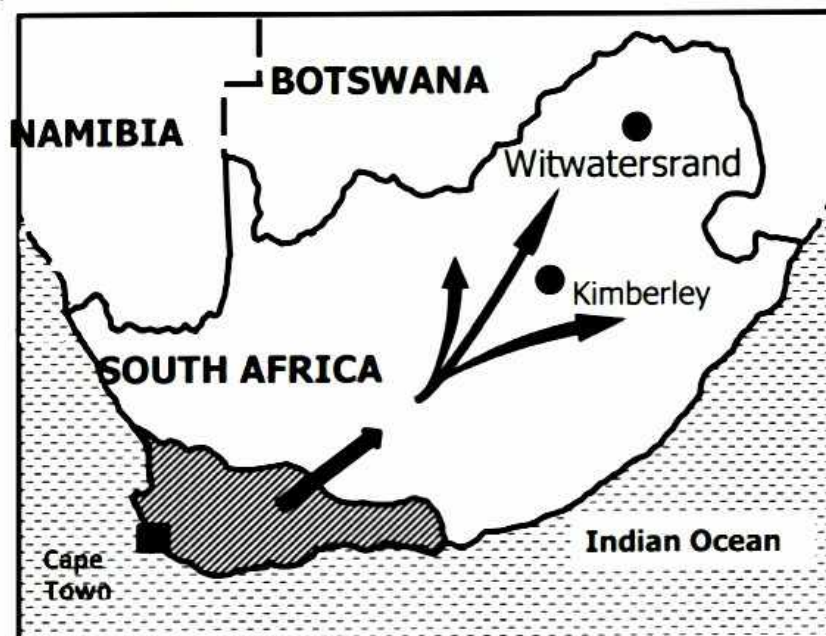 BOTSWANA
NAMIBIA
Witwatersrand
Kimberley
SOUTH AFRICA
Indian Ocean
Cape
Town